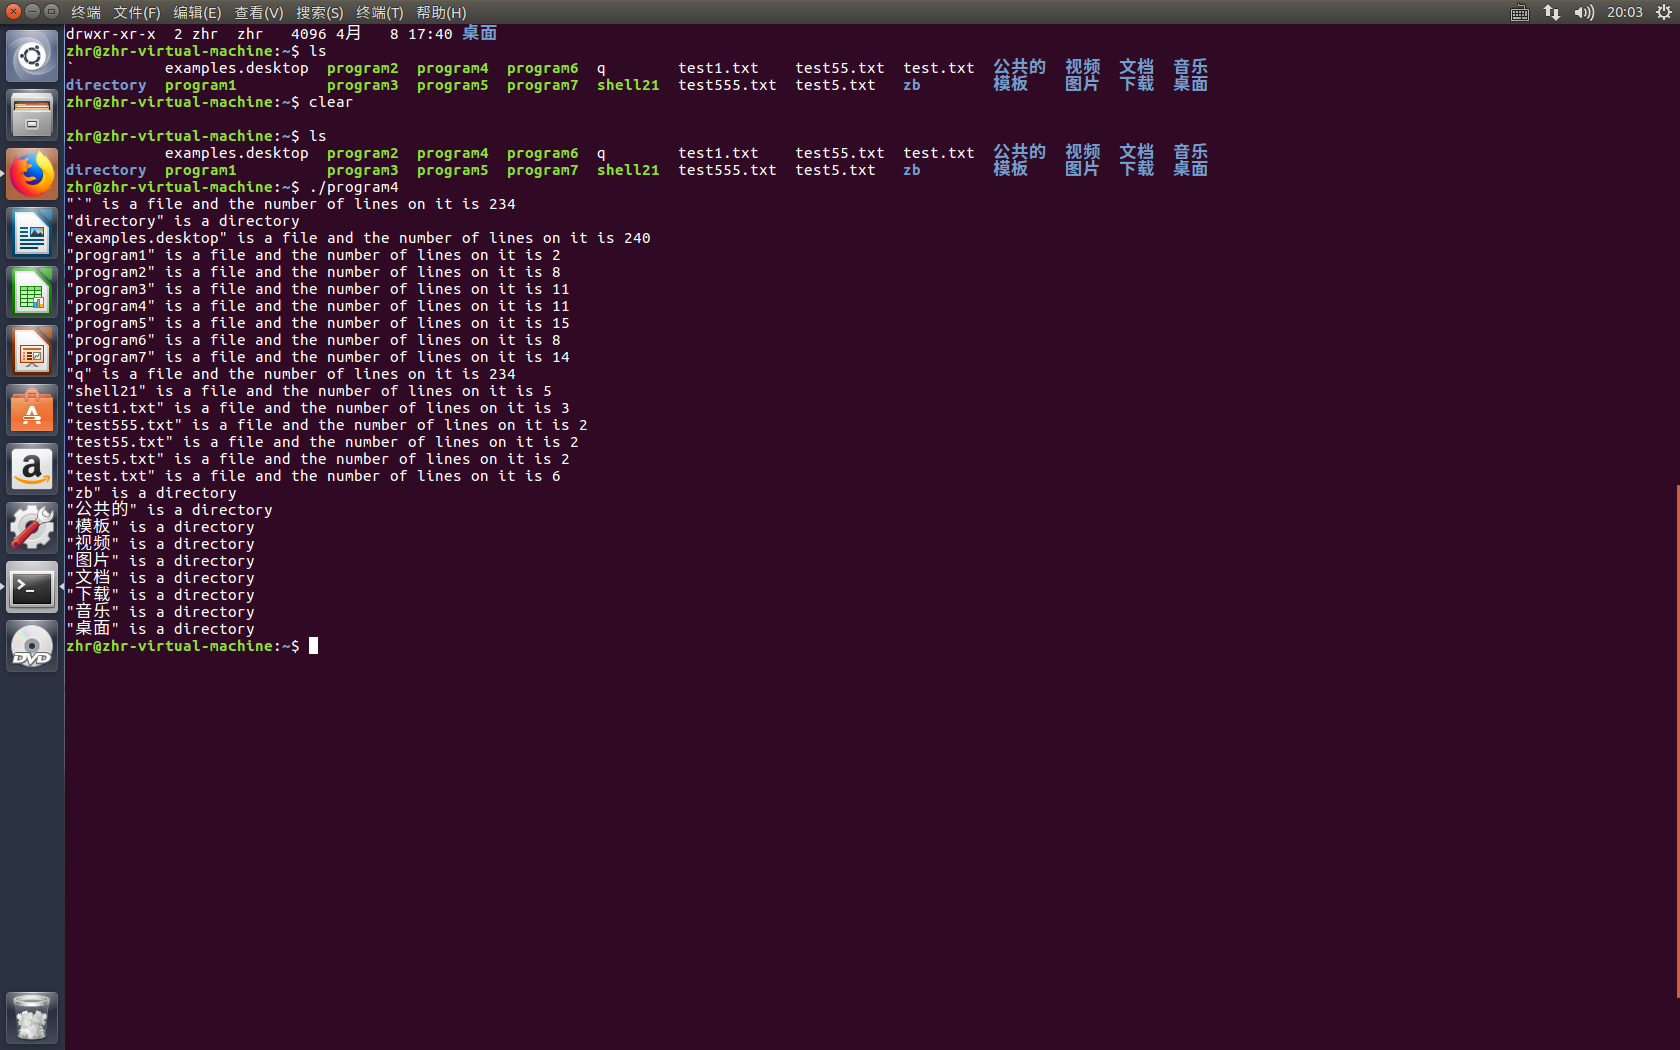 终端 文件(F) 编辑(E) 查看(V) 搜索(S) 终端(T) 帮助(H) 20:03
drwxr-xr-x  2 zhr  zhr   4096 4月   8 17:40 桌面
zhr@zhr-virtual-machine:~$ ls
`          examples.desktop  program2  program4  program6  q        test1.txt    test55.txt  test.txt  公共的  视频  文档  音乐
directory  program1          program3  program5  program7  shell21  test555.txt  test5.txt   zb        模板    图片  下载  桌面
zhr@zhr-virtual-machine:~$ clear

zhr@zhr-virtual-machine:~$ ls
`          examples.desktop  program2  program4  program6  q        test1.txt    test55.txt  test.txt  公共的  视频  文档  音乐
directory  program1          program3  program5  program7  shell21  test555.txt  test5.txt   zb        模板    图片  下载  桌面
zhr@zhr-virtual-machine:~$ ./program4
"`" is a file and the number of lines on it is 234
"directory" is a directory
"examples.desktop" is a file and the number of lines on it is 240
"program1" is a file and the number of lines on it is 2
"program2" is a file and the number of lines on it is 8
"program3" is a file and the number of lines on it is 11
"program4" is a file and the number of lines on it is 11
"program5" is a file and the number of lines on it is 15
"program6" is a file and the number of lines on it is 8
"program7" is a file and the number of lines on it is 14
"q" is a file and the number of lines on it is 234
"shell21" is a file and the number of lines on it is 5
"test1.txt" is a file and the number of lines on it is 3
"test555.txt" is a file and the number of lines on it is 2
"test55.txt" is a file and the number of lines on it is 2
"test5.txt" is a file and the number of lines on it is 2
"test.txt" is a file and the number of lines on it is 6
"zb" is a directory
"公共的" is a directory
"模板" is a directory
"视频" is a directory
"图片" is a directory
"文档" is a directory
"下载" is a directory
"音乐" is a directory
"桌面" is a directory
zhr@zhr-virtual-machine:~$
A
a
>_
DVD